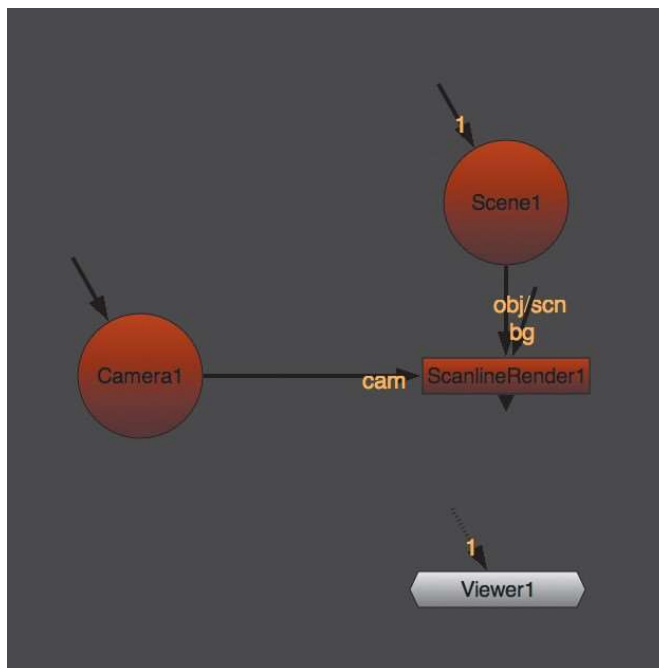 1
Scene1
obj/scn
bg
Camera1
cam
ScanlineRender1
1
Viewer1